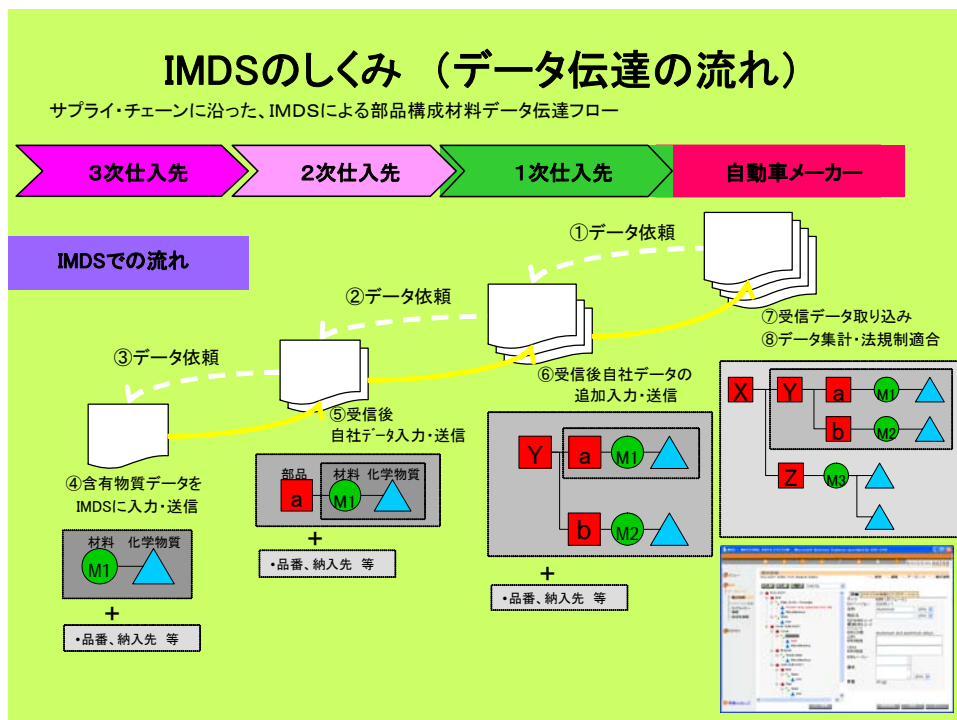 IMDSのしくみ （データ伝達の流れ）
サプライ・チェーンに沿った、IMDSによる部品構成材料データ伝達フロー
３次仕入先
２次仕入先
１次仕入先
自動車メーカー
IMDSでの流れ
①データ依頼
②データ依頼
③データ依頼
④含有物質データを
IMDSに入力・送信
材料 化学物質
M1
+
•品番、納入先 等
⑤受信後
自社ﾃﾞｰﾀ入力・送信
部品 材料 化学物質
a M1
+
•品番、納入先 等
⑥受信後自社データの
追加入力・送信
Y a M1
b M2
+
•品番、納入先 等
⑦受信データ取り込み
⑧データ集計・法規制適合
X Y a M1
b M2
Z M3